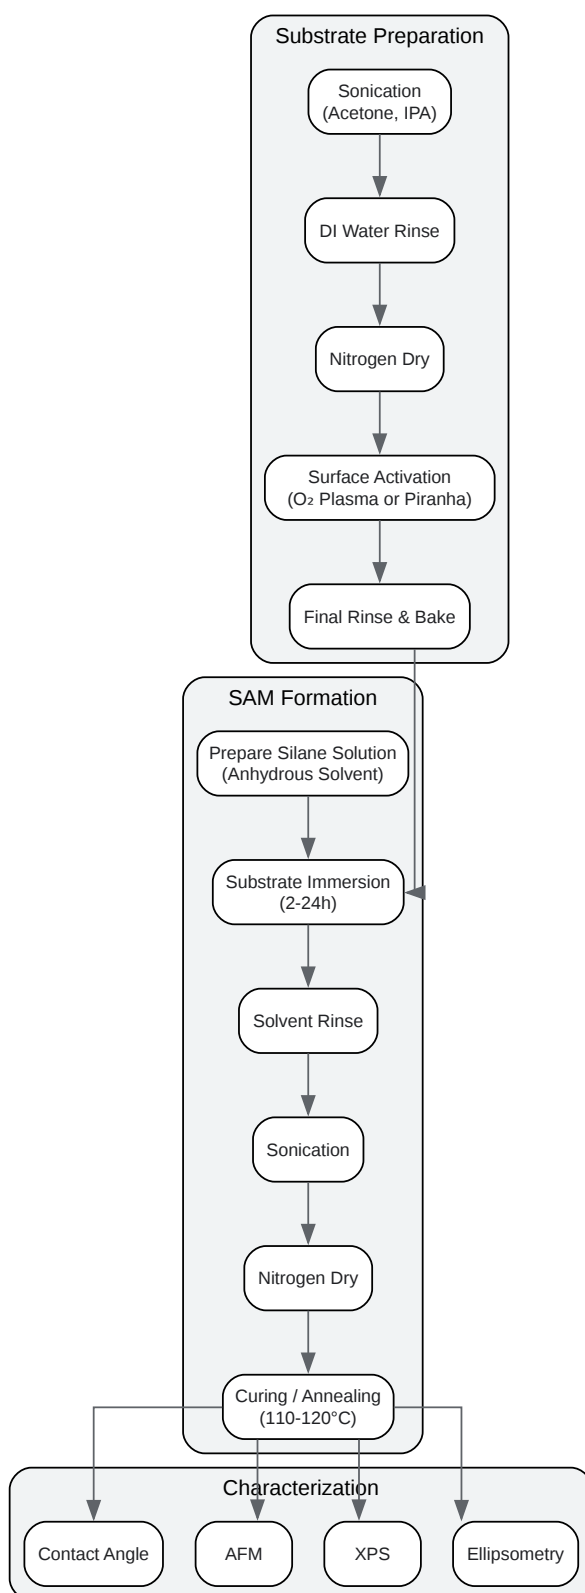 Substrate Preparation
Sonication
(Acetone, IPA)
DI Water Rinse
Nitrogen Dry
Surface Activation
(O₂ Plasma or Piranha)
Final Rinse & Bake
SAM Formation
Prepare Silane Solution
(Anhydrous Solvent)
Substrate Immersion
(2-24h)
Solvent Rinse
Sonication
Nitrogen Dry
Curing / Annealing
(110-120°C)
Characterization
Contact Angle
AFM
XPS
Ellipsometry